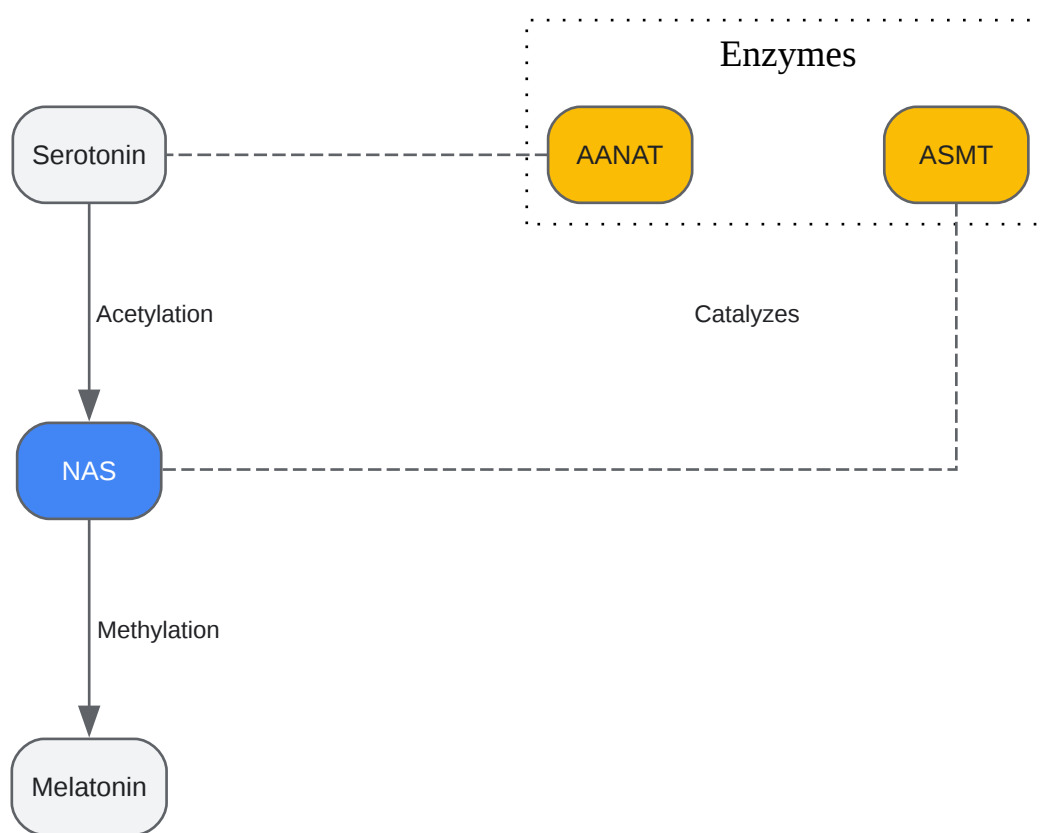 Enzymes
Serotonin
AANAT
ASMT
Acetylation
Catalyzes
NAS
Methylation
Melatonin